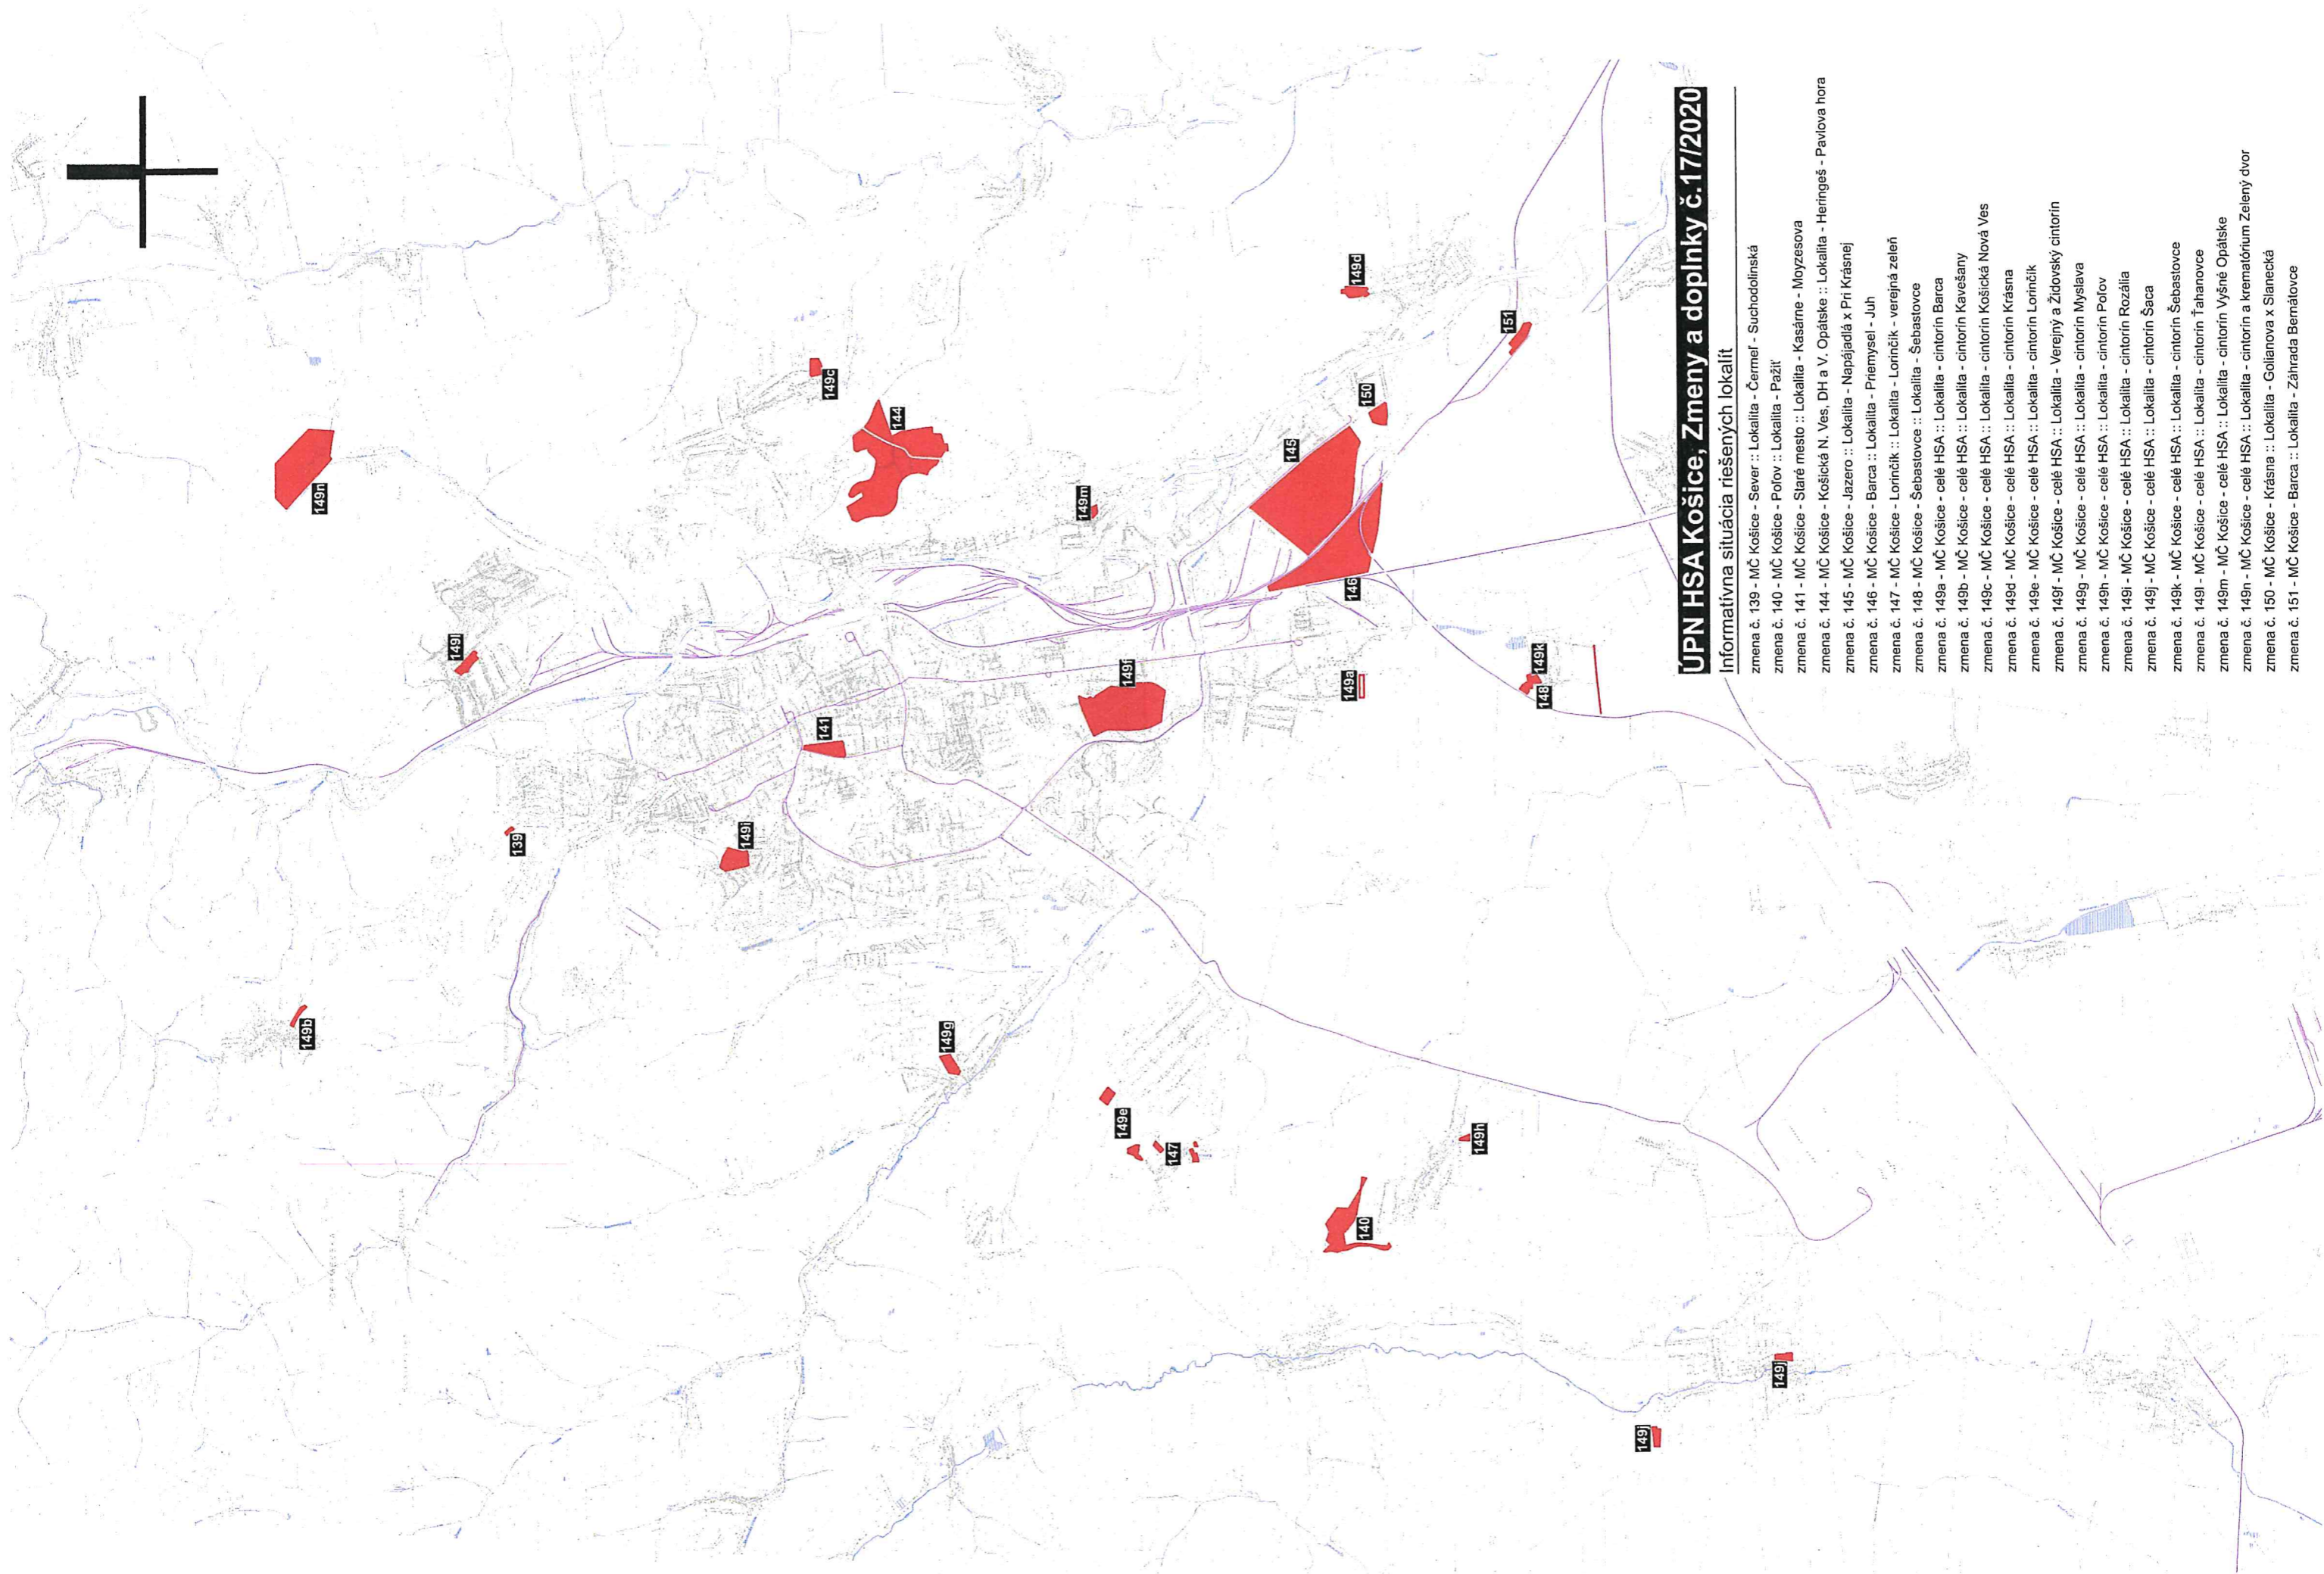 ÚPN HSA Košice, Zmeny a doplnky č.17/2020
Informatívna situácia riešených lokalít
zmena č. 139 - MČ Košice - Sever :: Lokalita - Čermeľ - Suchodolinská
zmena č. 140 - MČ Košice - Poľov :: Lokalita - Pažiť
zmena č. 141 - MČ Košice - Staré mesto :: Lokalita - Kasárne - Moyzesova
zmena č. 144 - MČ Košice - Košická N. Ves, DH a V. Opátske :: Lokalita - Heringeš - Pavlova hora
zmena č. 145 - MČ Košice - Jazero :: Lokalita - Napájadlá x Pri Krásnej
zmena č. 146 - MČ Košice - Barca :: Lokalita - Priemysel - Juh
zmena č. 147 - MČ Košice - Lorinčík :: Lokalita - Lorinčík - verejná zeleň
zmena č. 148 - MČ Košice - Šebastovce :: Lokalita - Šebastovce
zmena č. 149a - MČ Košice - celé HSA :: Lokalita - cintorín Barca
zmena č. 149b - MČ Košice - celé HSA :: Lokalita - cintorín Kavečany
zmena č. 149c - MČ Košice - celé HSA :: Lokalita - cintorín Košická Nová Ves
zmena č. 149d - MČ Košice - celé HSA :: Lokalita - cintorín Krásna
zmena č. 149e - MČ Košice - celé HSA :: Lokalita - cintorín Lorinčík
zmena č. 149f - MČ Košice - celé HSA :: Lokalita - Verejný a Židovský cintorín
zmena č. 149g - MČ Košice - celé HSA :: Lokalita - cintorín Myslava
zmena č. 149h - MČ Košice - celé HSA :: Lokalita - cintorín Poľov
zmena č. 149i - MČ Košice - celé HSA :: Lokalita - cintorín Rozália
zmena č. 149j - MČ Košice - celé HSA :: Lokalita - cintorín Šaca
zmena č. 149k - MČ Košice - celé HSA :: Lokalita - cintorín Šebastovce
zmena č. 149l - MČ Košice - celé HSA :: Lokalita - cintorín Ťahanovce
zmena č. 149m - MČ Košice - celé HSA :: Lokalita - cintorín Vyšné Opátske
zmena č. 149n - MČ Košice - celé HSA :: Lokalita - cintorín a krematórium Zelený dvor
zmena č. 150 - MČ Košice - Krásna :: Lokalita - Golianova x Slanecká
zmena č. 151 - MČ Košice - Barca :: Lokalita - Záhrada Bernátovce
149b
149n
149l
139
149i
141
149c
144
149g
149m
149e
149f
147
145
146
149a
149d
140
150
149h
151
149k
148
149j
149j